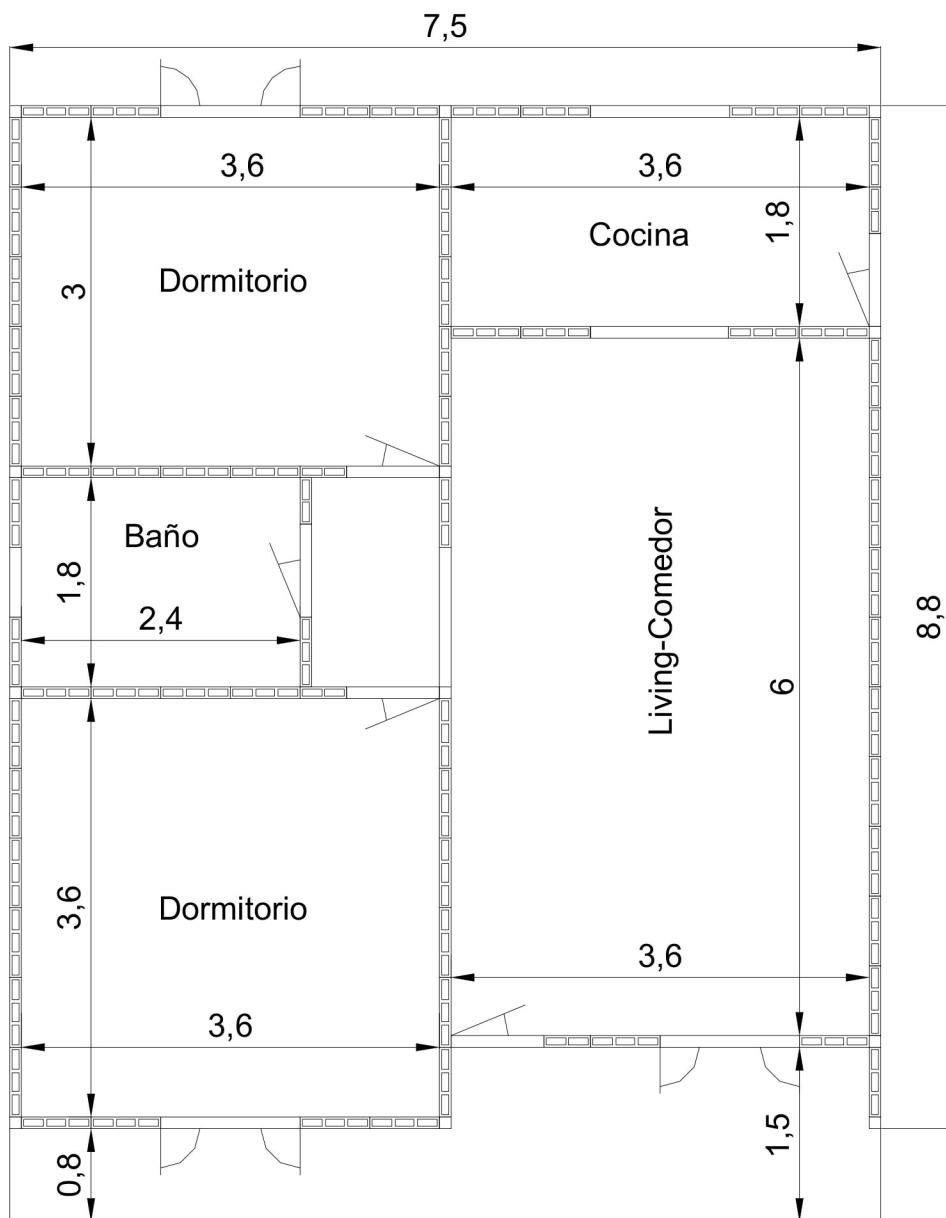 7,5
3,6
3,6
Cocina
1,8
Dormitorio
3
Baño
1,8
2,4
Living-Comedor
8,8
6
3,6
Dormitorio
3,6
3,6
0,8
1,5